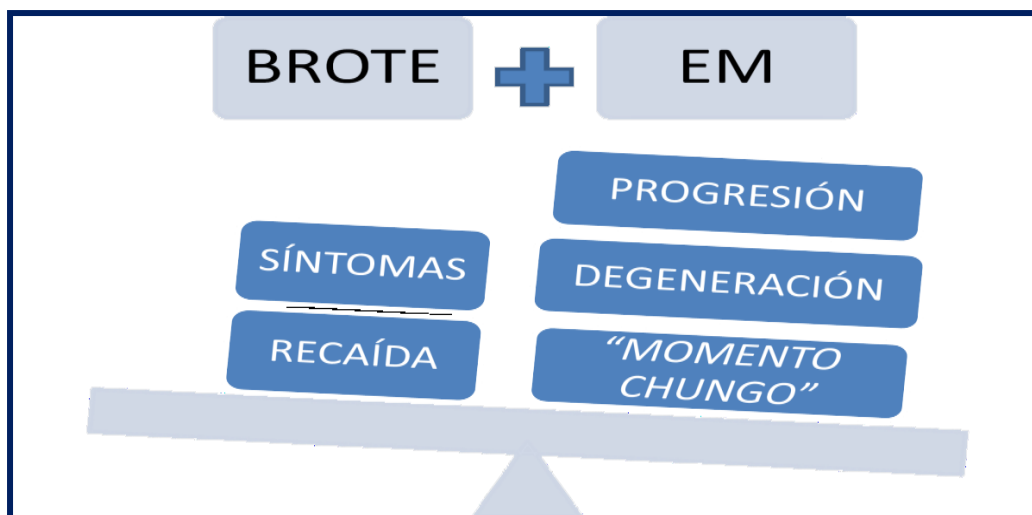 BROTE
EM
SÍNTOMAS
RECAÍDA
PROGRESIÓN
DEGENERACIÓN
“MOMENTO
CHUNGO”